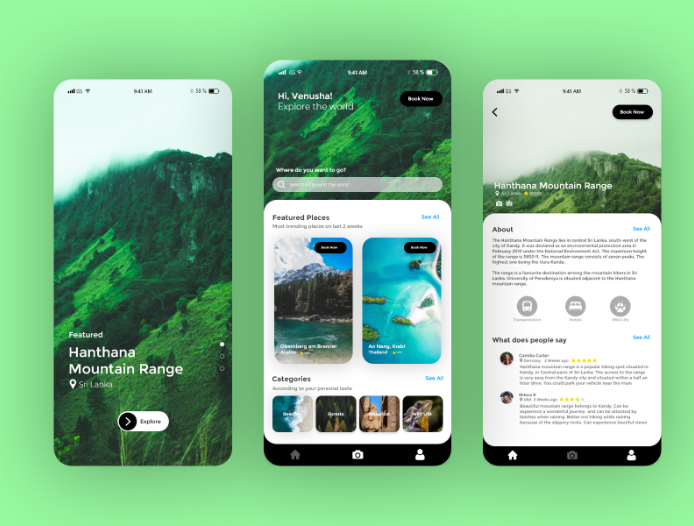 GS
9:41 AM
58 %
Featured
Hanthana
Mountain Range
Sri Lanka
Explore
GS
9:41 AM
58 %
Hi, Venusha!
Explore the world
Book Now
Where do you want to go?
Search all around the world
Featured Places
See All
Most trending places on last 2 weeks
Book Now
Book Now
Obernberg am Brenner
Austria
Ao Nang, Krabi
Thailand
Categories
See All
According to your personal taste
Beaches
Forests
Wild Life
GS
9:41 AM
58 %
Book Now
Hanthana Mountain Range
Sri Lanka
About
See All
The Hanthana Mountain Range lies in central Sri Lanka, south-west of the
city of Kandy. It was declared as an environmental protection area in
February 2010 under the National Environment Act. The maximum height
of the range is 3800 ft. The mountain range consists of seven peaks. The
highest one being the Uura Kanda.
The range is a favourite destination among the mountain hikers in Sri
Lanka. University of Peradeniya is situated adjacent to the Hanthana
mountain range.
Transportation
Hotels
Wild Life
What does people say
See All
Camilia Carter
Germany 2 Weeks ago
Hanthana mountain range is a popular hiking spot situated in
Kandy, in Central parts of Sri Lanka. The access to the range
is very easy from the Kandy city and situated within a half an
hour drive. You could park your vehicle near the main
USA 3 Weeks ago
Beautiful mountain range belongs to Kandy. Can be
experience a wonderful journey and can be attacked by
leeches when raining. Better not hiking while raining
because of the slippery rocks. Can experience beautiful views